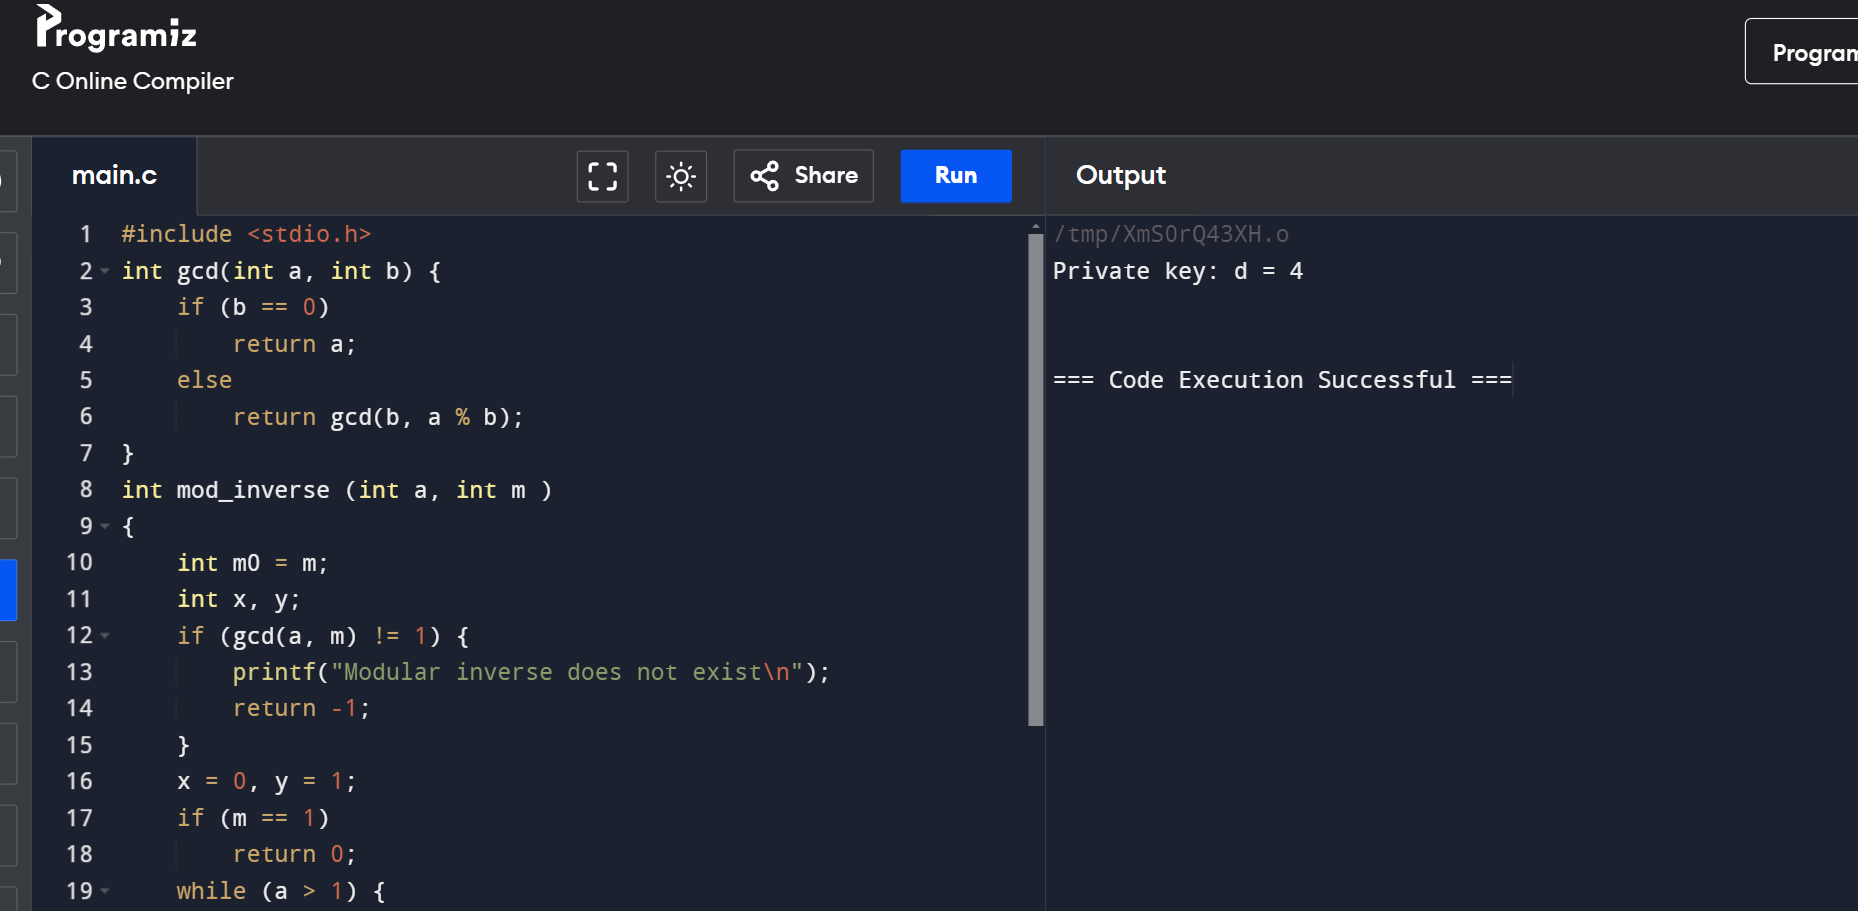 Programiz
C Online Compiler
Program
main.c
Share
Run
Output
1 #include <stdio.h>
2 int gcd(int a, int b) {
3     if (b == 0)
4         return a;
5     else
6         return gcd(b, a % b);
7 }
8 int mod_inverse (int a, int m )
9 {
10     int m0 = m;
11     int x, y;
12     if (gcd(a, m) != 1) {
13         printf("Modular inverse does not exist\n");
14         return -1;
15     }
16     x = 0, y = 1;
17     if (m == 1)
18         return 0;
19     while (a > 1) {
/tmp/XmS0rQ43XH.o
Private key: d = 4
=== Code Execution Successful ===